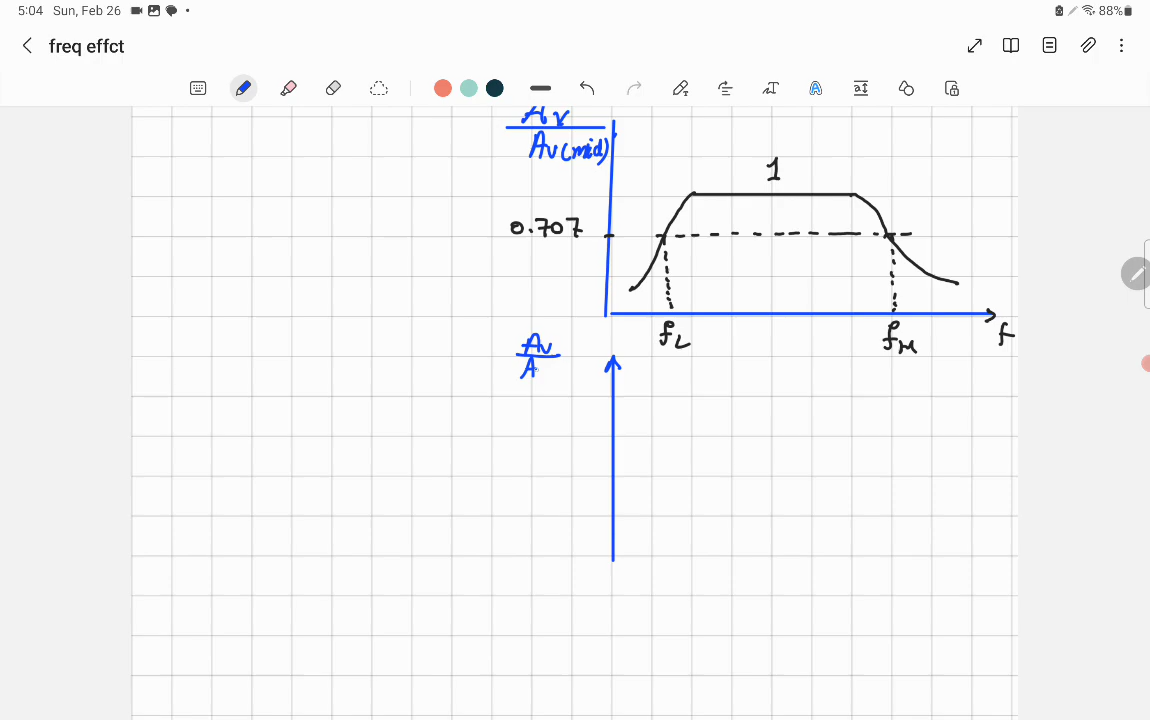 5:04 Sun, Feb 26 88%
freq effct
Av
Av(mid)
1
0.707
fL fH f
Av
A